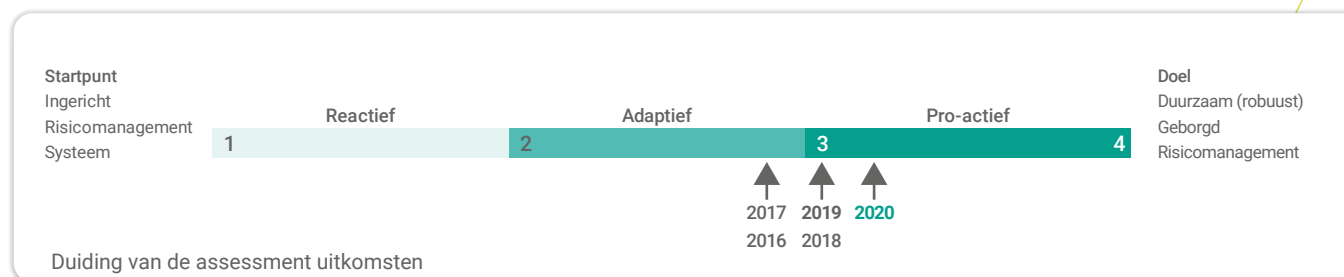 Startpunt
Ingericht
Risicomanagement
Systeem
Reactief
Adaptief
Pro-actief
1
2
3
4
Doel
Duurzaam (robuust)
Geborgd
Risicomanagement
2017 2019 2020
2016 2018
Duiding van de assessment uitkomsten